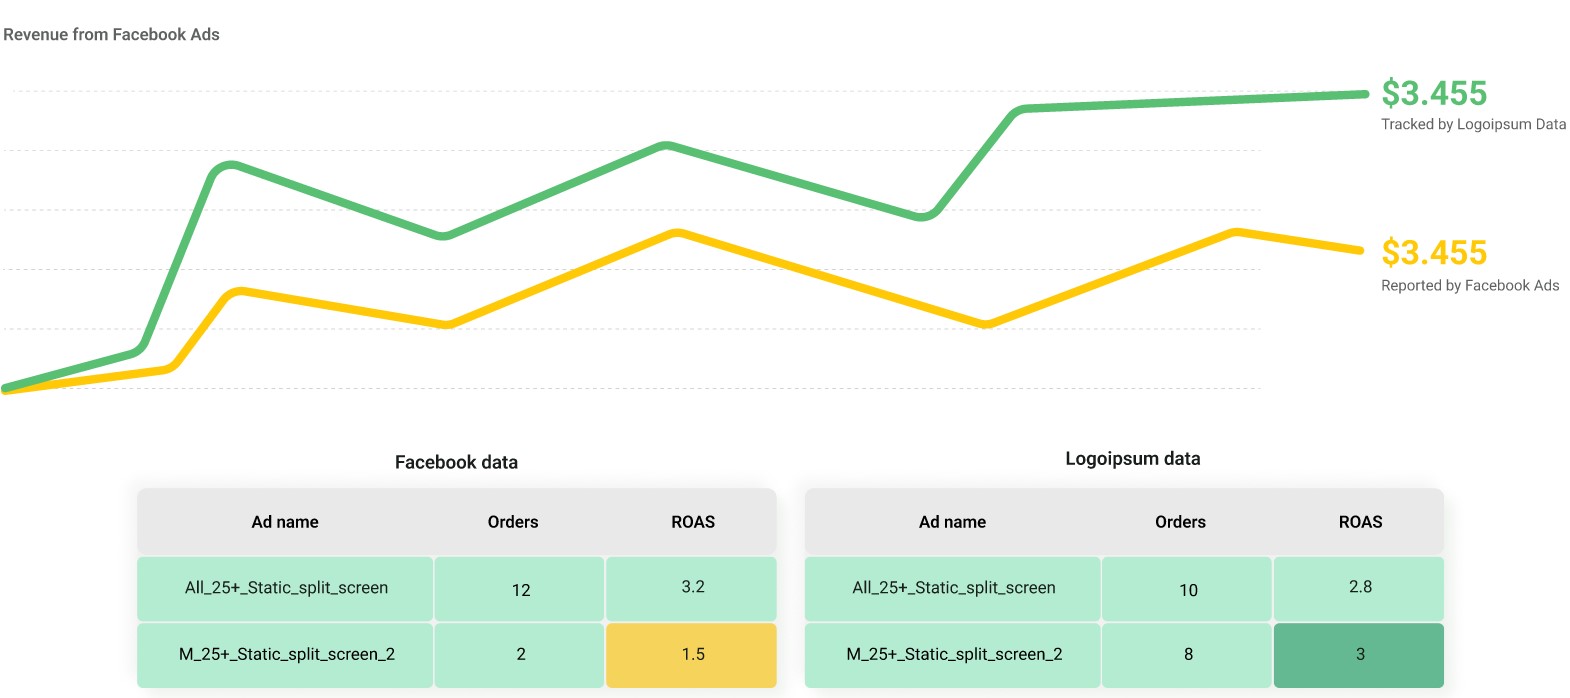 Revenue from Facebook Ads
$3.455
Tracked by Logoipsum Data
$3.455
Reported by Facebook Ads
Facebook data
Ad name Orders ROAS
All_25+_Static_split_screen 12 3.2
M_25+_Static_split_screen_2 2 1.5
Logoipsum data
Ad name Orders ROAS
All_25+_Static_split_screen 10 2.8
M_25+_Static_split_screen_2 8 3